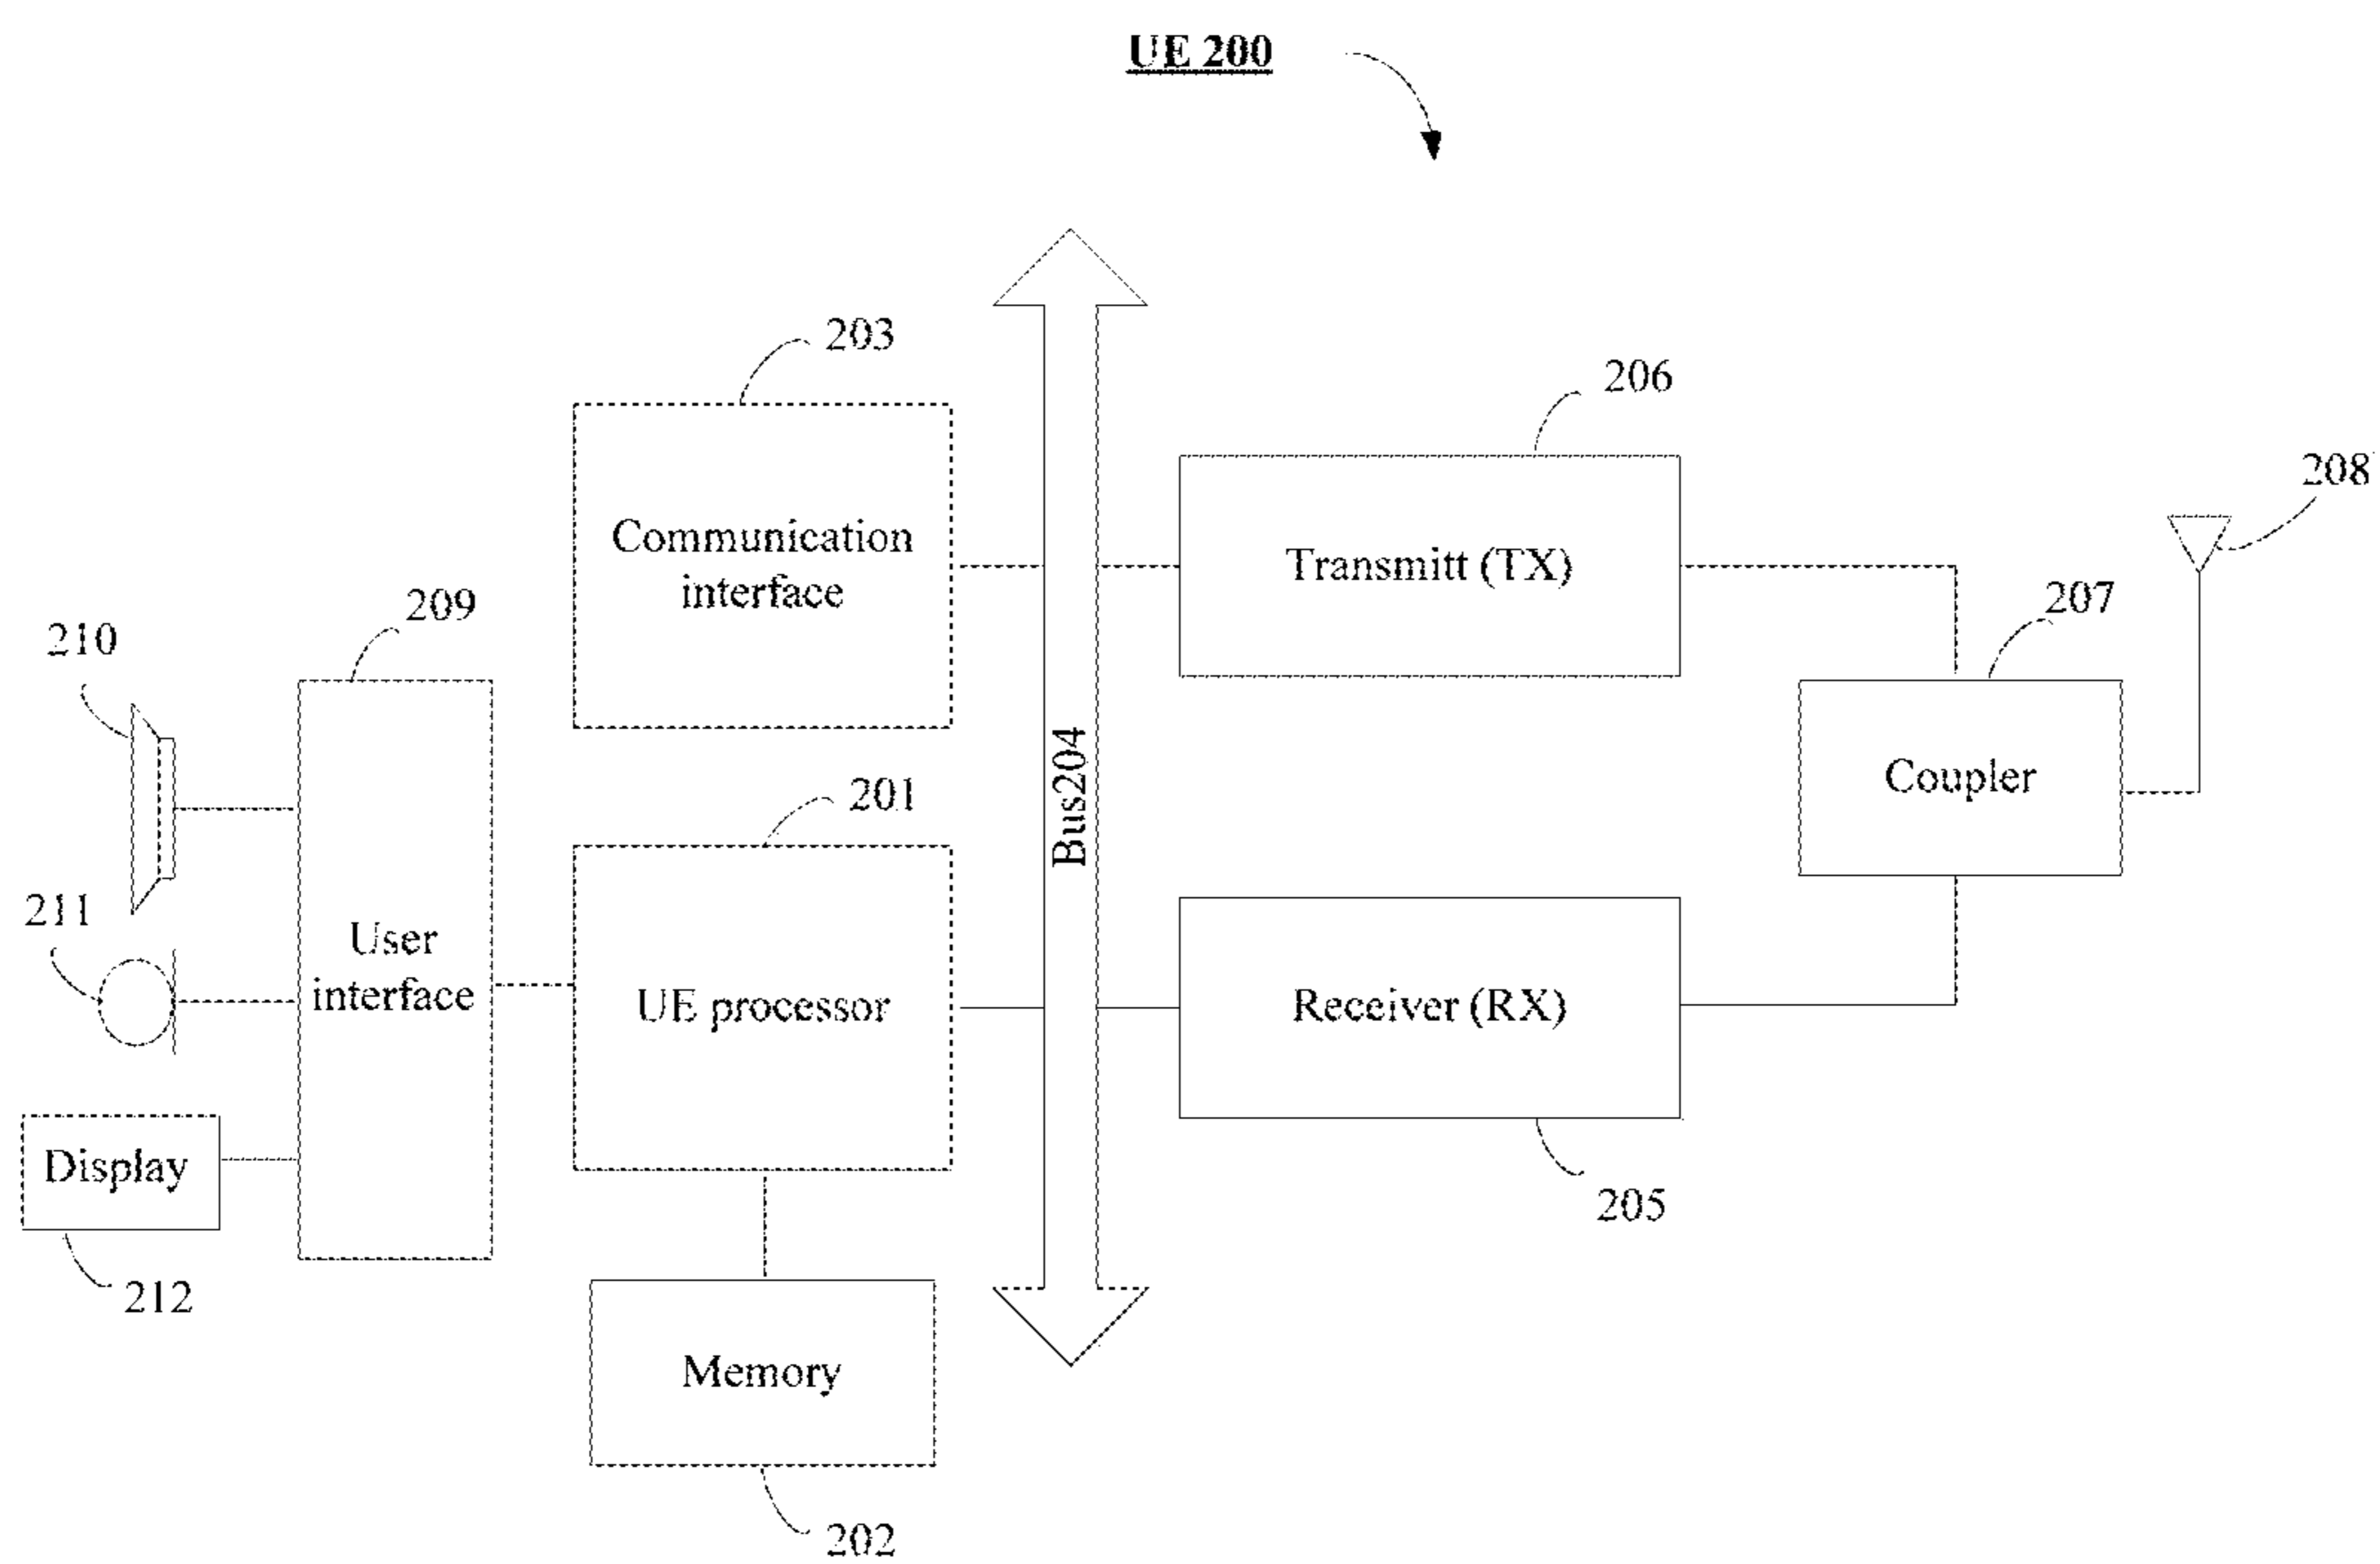 UE 200
203
206
208
Communication
interface
Transmitt (TX)
209
207
210
Bus204
Coupler
201
211
User
interface
UE processor
Receiver (RX)
Display
205
212
Memory
202